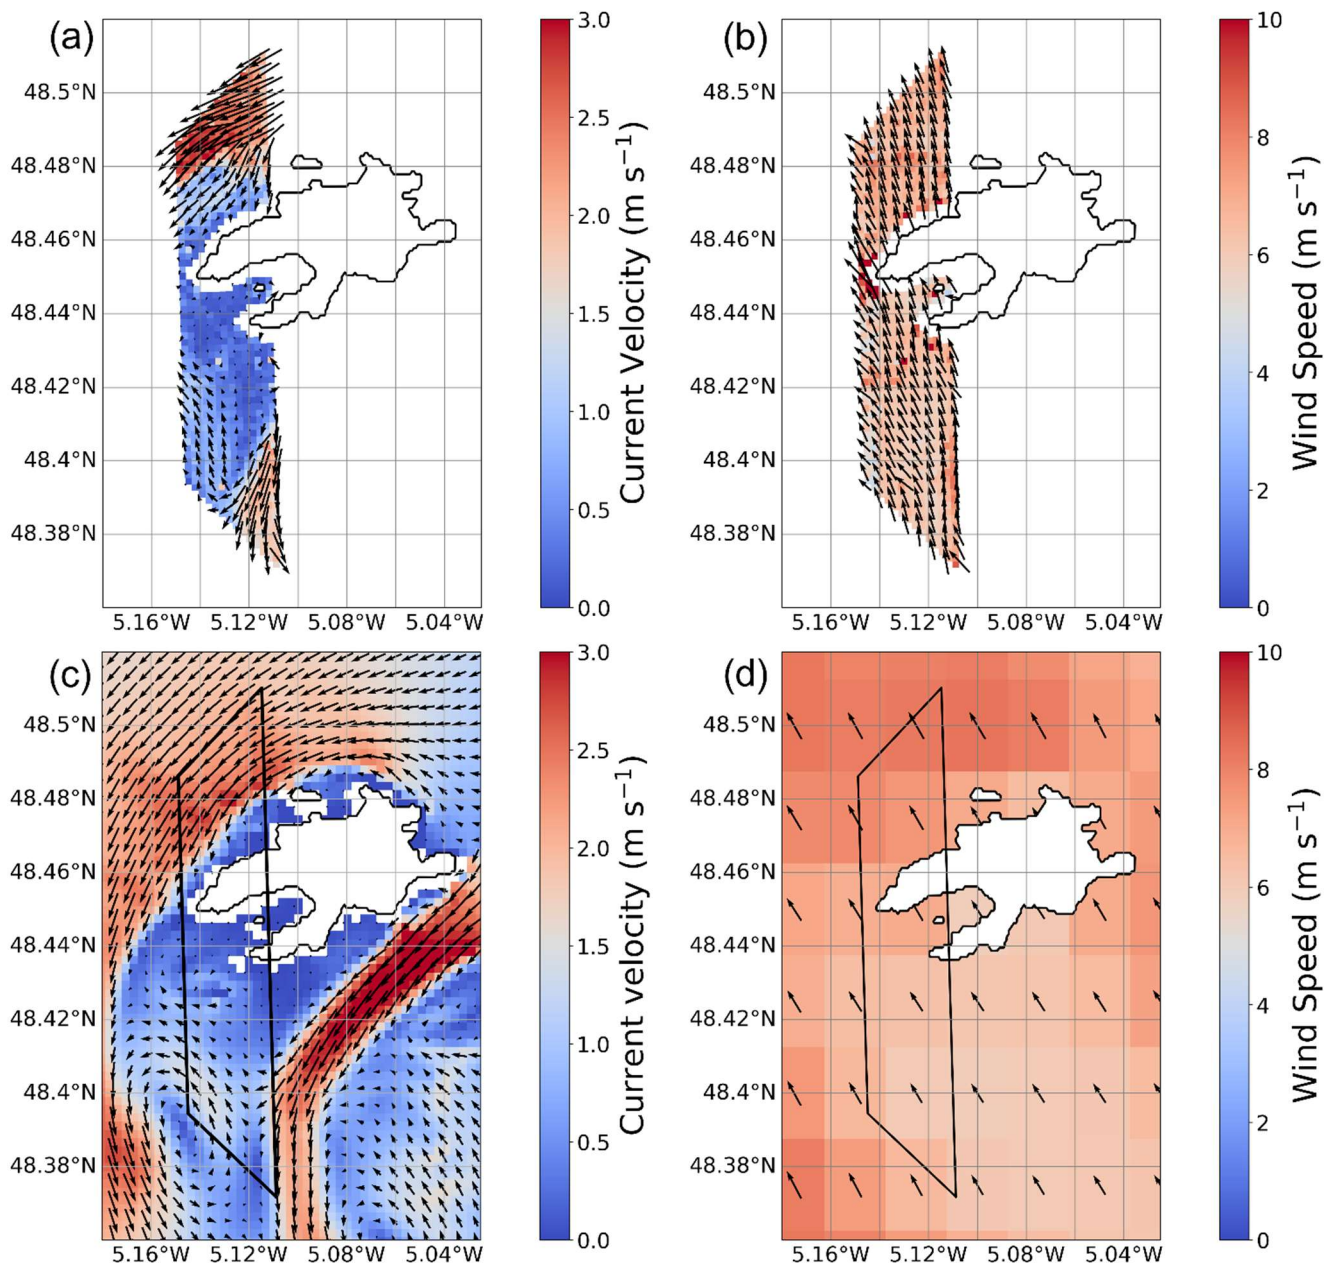 (a)
48.5°N
48.48°N
48.46°N
48.44°N
48.42°N
48.4°N
48.38°N
5.16°W 5.12°W 5.08°W 5.04°W
3.0
2.5
2.0
1.5
1.0
0.5
0.0
Current Velocity (m s⁻¹)
(b)
48.5°N
48.48°N
48.46°N
48.44°N
48.42°N
48.4°N
48.38°N
5.16°W 5.12°W 5.08°W 5.04°W
10
8
6
4
2
0
Wind Speed (m s⁻¹)
(c)
48.5°N
48.48°N
48.46°N
48.44°N
48.42°N
48.4°N
48.38°N
5.16°W 5.12°W 5.08°W 5.04°W
3.0
2.5
2.0
1.5
1.0
0.5
0.0
Current velocity (m s⁻¹)
(d)
48.5°N
48.48°N
48.46°N
48.44°N
48.42°N
48.4°N
48.38°N
5.16°W 5.12°W 5.08°W 5.04°W
10
8
6
4
2
0
Wind Speed (m s⁻¹)